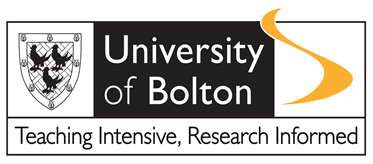 University
of Bolton
Teaching Intensive, Research Informed